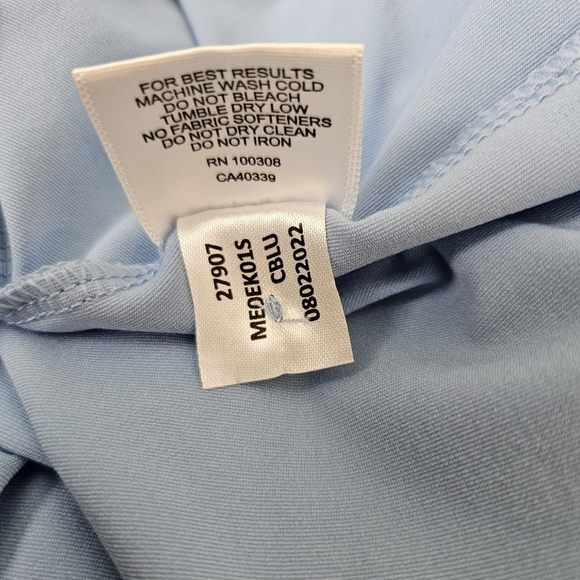 FOR BEST RESULTS
MACHINE WASH COLD
DO NOT BLEACH
TUMBLE DRY LOW
NO FABRIC SOFTENERS
DO NOT DRY CLEAN
DO NOT IRON
RN 100308
CA40339
27907
ME0EK01S
CBLU
08022022